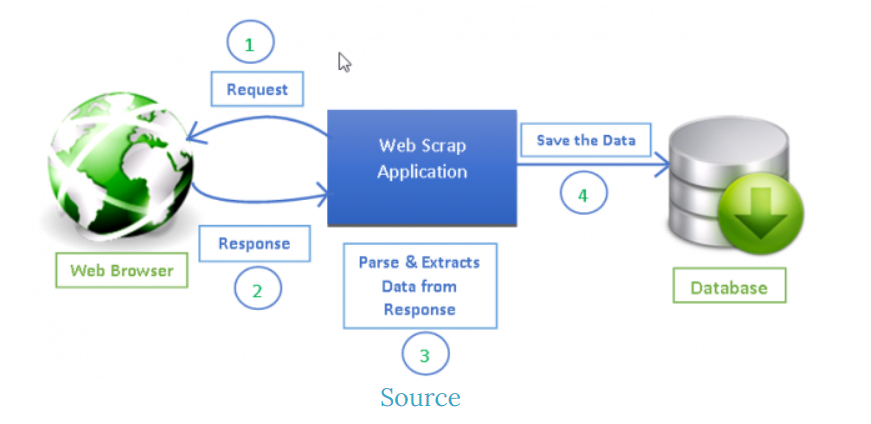 1
Request
Web Scrap
Application
Save the Data
4
Response
2
Web Browser
Parse & Extracts
Data from
Response
3
Database
Source